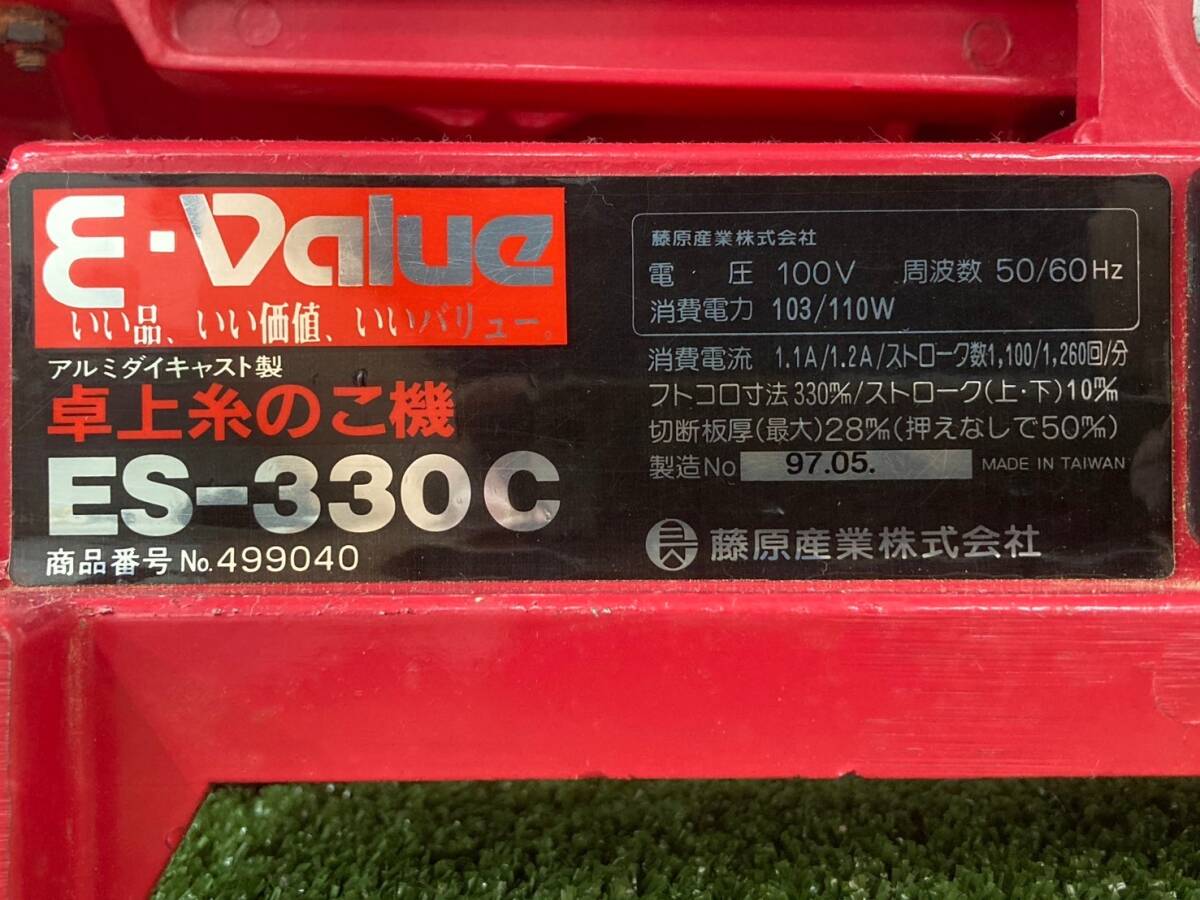 ε·Value
いい品、いい価値、いいバリュー。
アルミダイキャスト製
卓上糸のこ機
ES-330C
商品番号 No.499040
藤原産業株式会社
電 圧 100V 周波数 50/60Hz
消費電力 103/110W
消費電流 1.1A/1.2A/ストローク数1,100/1,260回/分
フトコロ寸法330m/m/ストローク(上・下)10m/m
切断板厚(最大)28m/m(押えなしで50m/m)
製造No 97.05. MADE IN TAIWAN
藤原産業株式会社